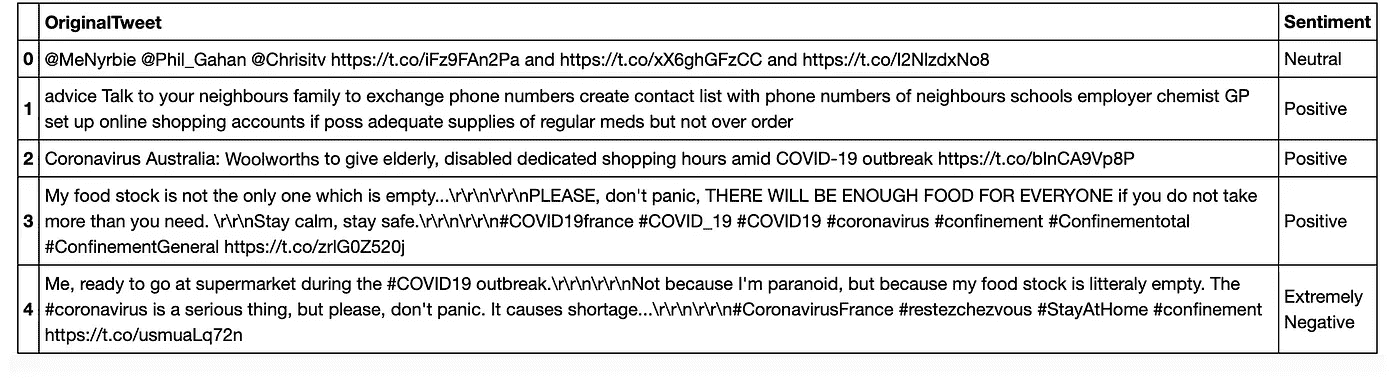 OriginalTweet Sentiment
0 @MeNyrbie @Phil_Gahan @Chrisitv https://t.co/iFz9FAn2Pa and https://t.co/xX6ghGFzCC and https://t.co/I2NlzdxNo8 Neutral
advice Talk to your neighbours family to exchange phone numbers create contact list with phone numbers of neighbours schools employer chemist GP
1 Positive
set up online shopping accounts if poss adequate supplies of regular meds but not over order
2 Coronavirus Australia: Woolworths to give elderly, disabled dedicated shopping hours amid COVID-19 outbreak https://t.co/bInCA9Vp8P Positive
My food stock is not the only one which is empty...\r\r\n\r\r\nPLEASE, don't panic, THERE WILL BE ENOUGH FOOD FOR EVERYONE if you do not take
3 more than you need. \r\r\nStay calm, stay safe.\r\r\n\r\r\n#COVID19france #COVID_19 #COVID19 #coronavirus #confinement #Confinementotal Positive
#ConfinementGeneral https://t.co/zrlG0Z520j
Me, ready to go at supermarket during the #COVID19 outbreak.\r\r\n\r\r\nNot because I'm paranoid, but because my food stock is litteraly empty. The
4 #coronavirus is a serious thing, but please, don't panic. It causes shortage...\r\r\n\r\r\n#CoronavirusFrance #restezchezvous #StayAtHome #confinement Extremely Negative
https://t.co/usmuaLq72n